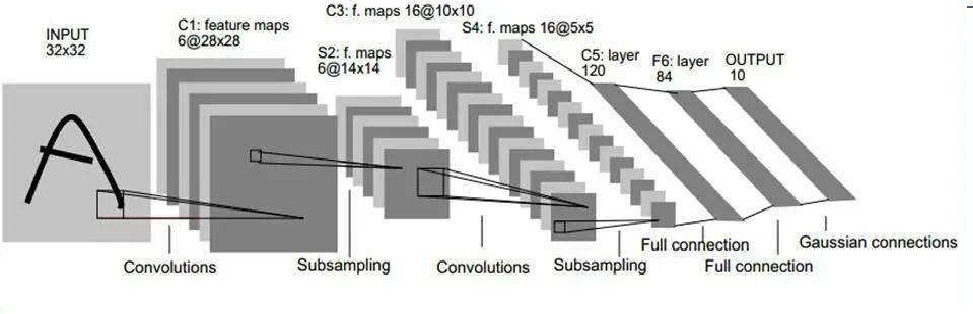 INPUT
32x32
C1: feature maps
6@28x28
S2: f. maps
6@14x14
C3: f. maps 16@10x10
S4: f. maps 16@5x5
C5: layer
120
F6: layer
84
OUTPUT
10
A
Convolutions
Subsampling
Convolutions
Subsampling
Full connection
Full connection
Gaussian connections